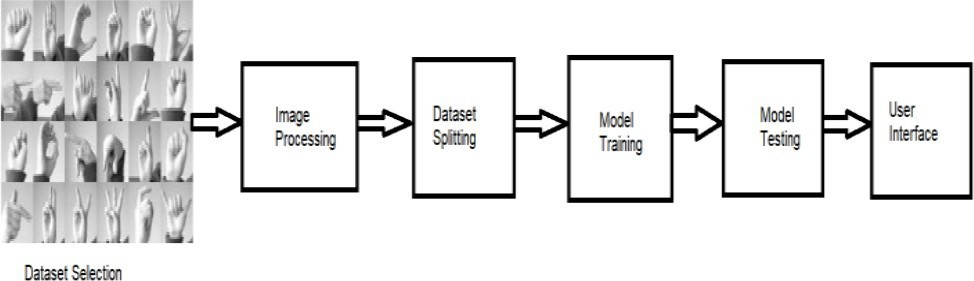 Image
Processing
Dataset
Splitting
Model
Training
Model
Testing
User
Interface
Dataset Selection